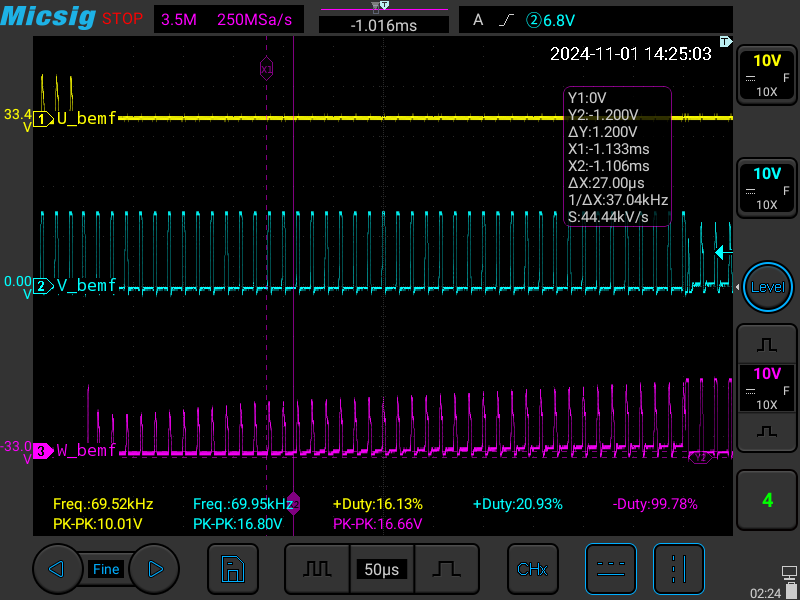 Micsig STOP 3.5M 250MSa/s -1.016ms A ②6.8V
T
T
2024-11-01 14:25:03
10V
F
10X
X1
Y1:0V
Y2:-1.200V
ΔY:1.200V
X1:-1.133ms
X2:-1.106ms
ΔX:27.00µs
1/ΔX:37.04kHz
S:44.44kV/s
33.4
V
1 U_bemf
10V
F
10X
0.00
V
2 V_bemf
Level
10V
F
10X
-33.0
V
3 W_bemf
Y2
Freq.:69.52kHz Freq.:69.95kHz +Duty:16.13% +Duty:20.93% -Duty:99.78%
PK-PK:10.01V PK-PK:16.80V PK-PK:16.66V
4
Fine 50µs CHx
02:24